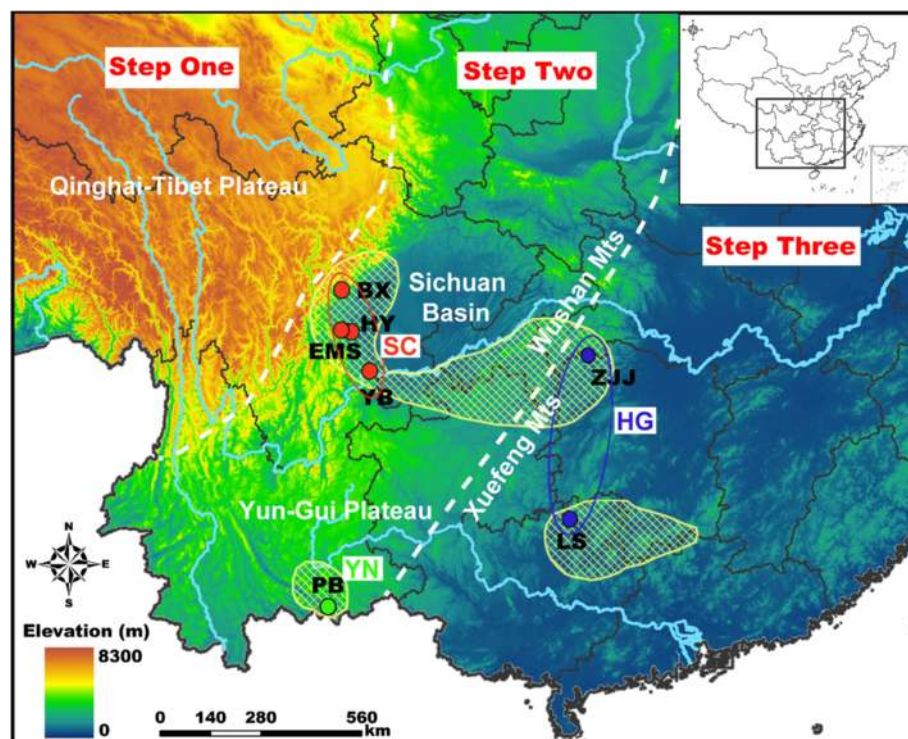 Step One
Step Two
Qinghai-Tibet Plateau
Step Three
Wushan Mts
Sichuan
Basin
BX
HY
EMS
SC
YB
ZJJ
HG
Xuefeng Mts
Yun-Gui Plateau
LS
YN
PB
N
W
E
S
Elevation (m)
8300
0
0 140 280 560
km